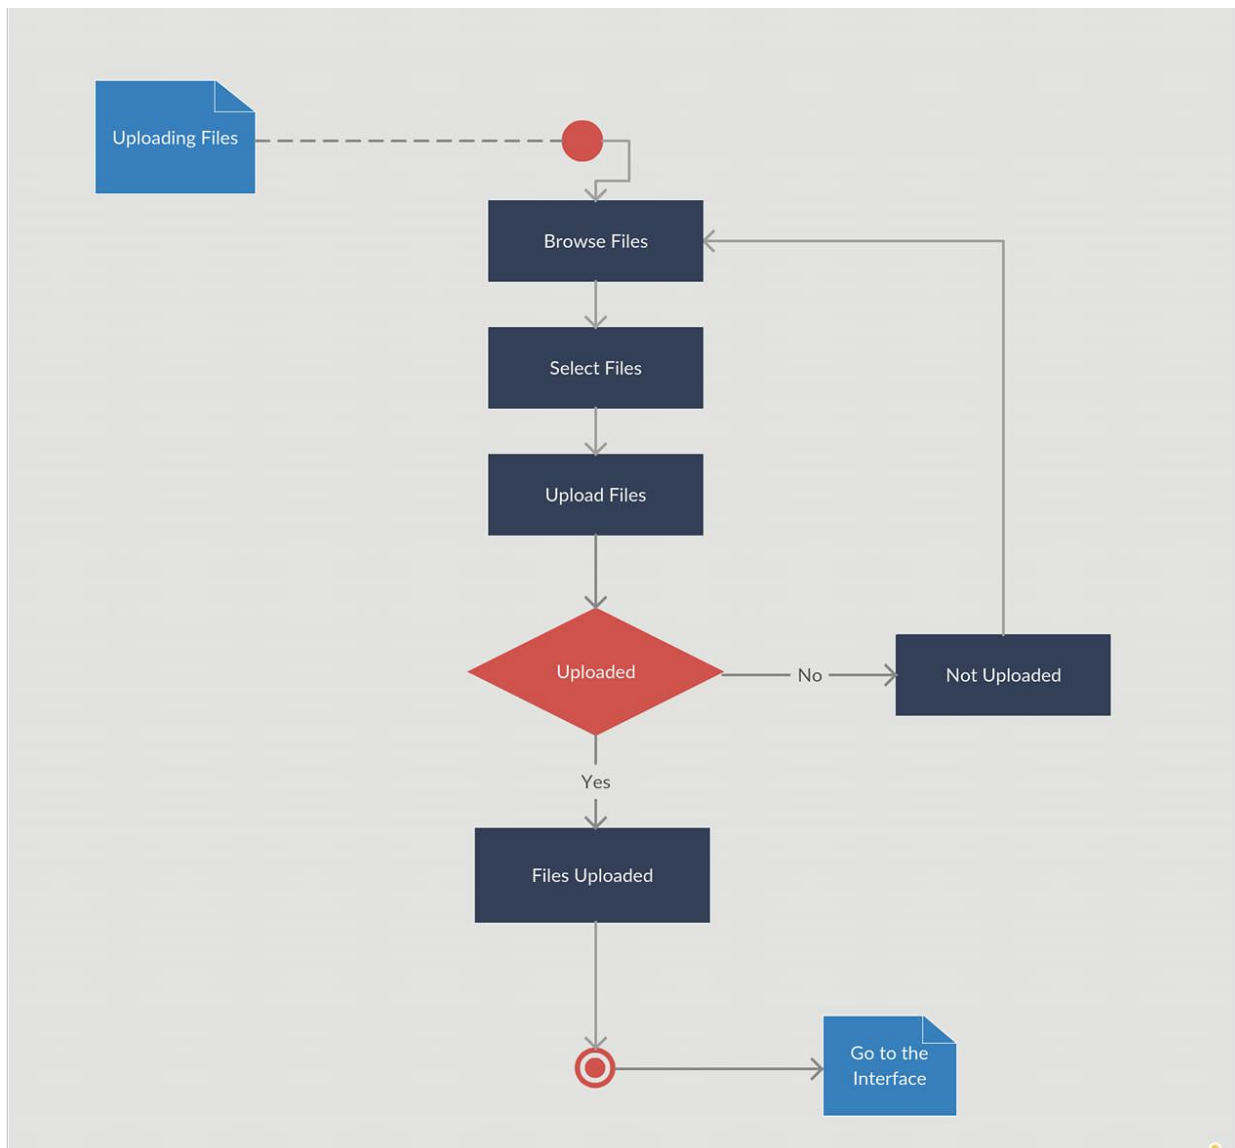 Uploading Files
Browse Files
Select Files
Upload Files
Uploaded
No
Not Uploaded
Yes
Files Uploaded
Go to the
Interface